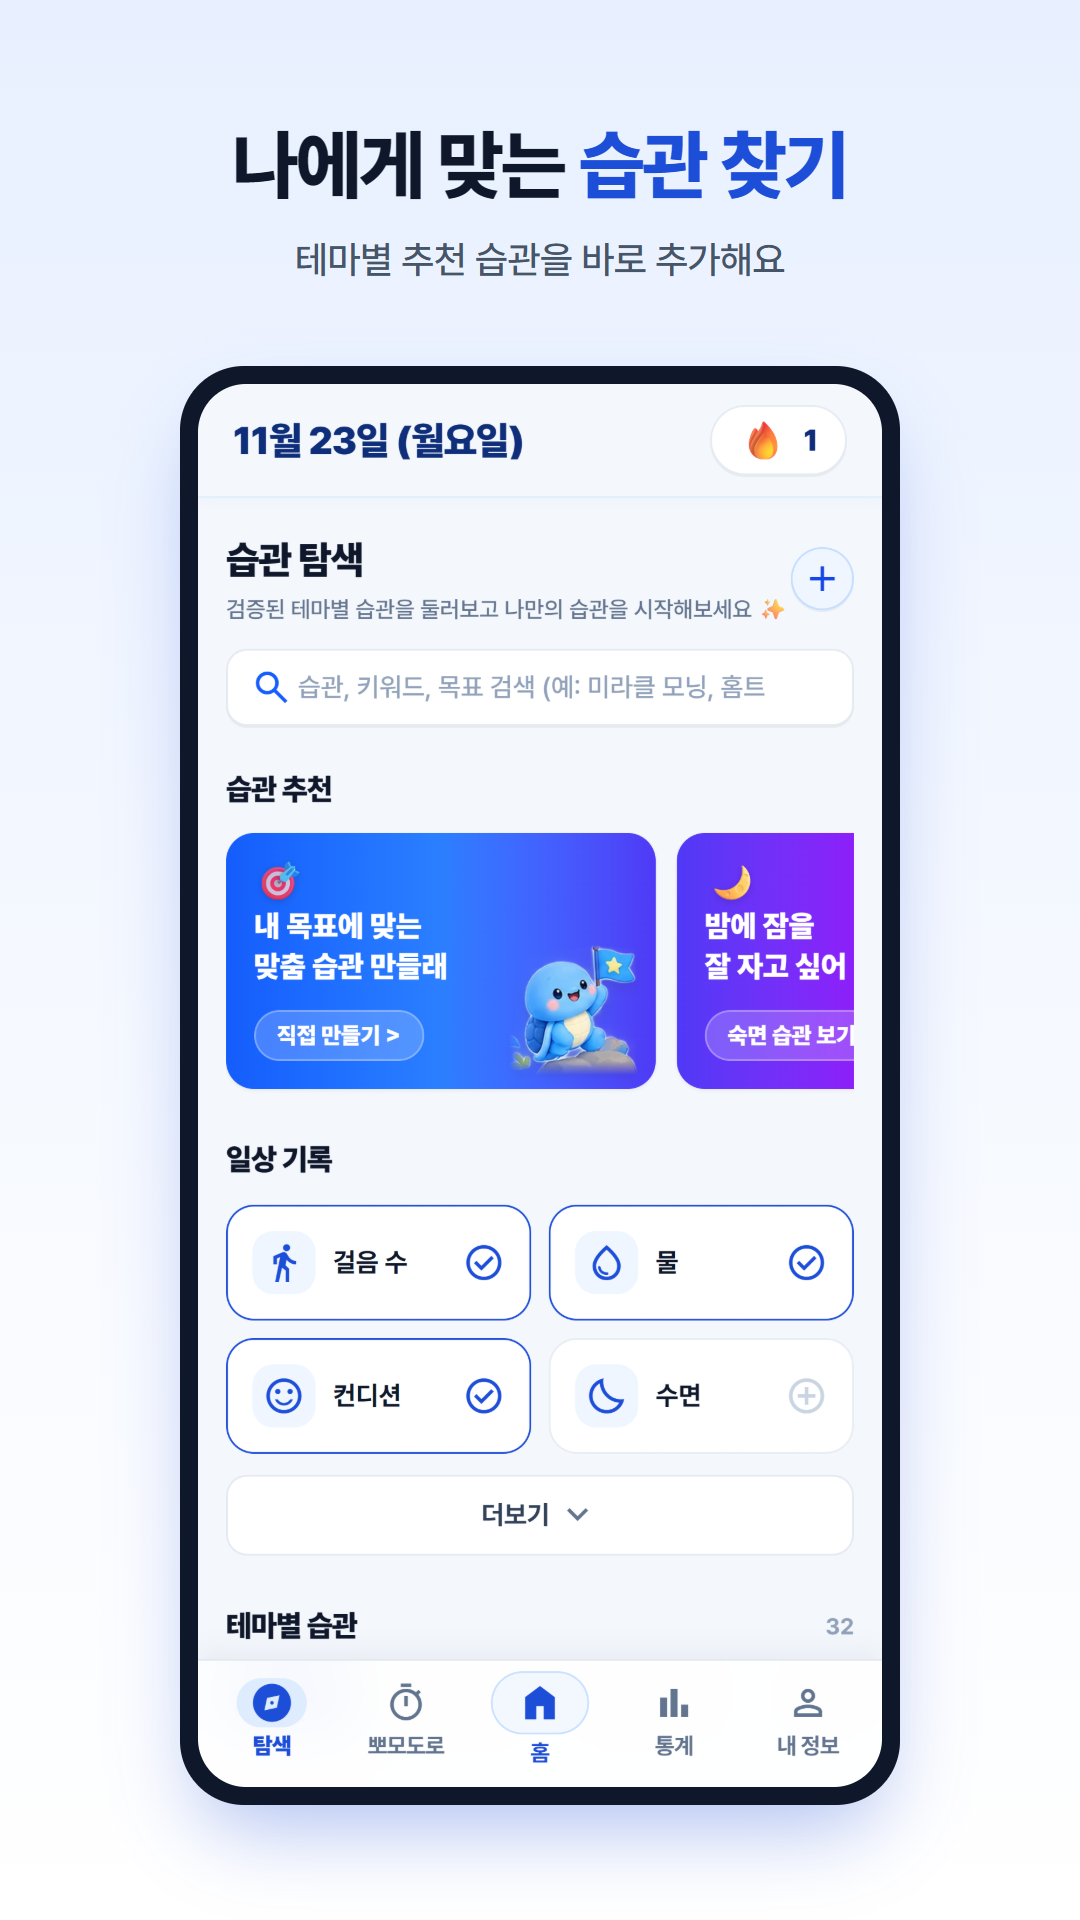 나에게 맞는 습관 찾기
테마별 추천 습관을 바로 추가해요
11월 23일 (월요일)
1
습관 탐색
검증된 테마별 습관을 둘러보고 나만의 습관을 시작해보세요 ✨
습관, 키워드, 목표 검색 (예: 미라클 모닝, 홈트
습관 추천
내 목표에 맞는
맞춤 습관 만들래
직접 만들기 >
밤에 잠을
잘 자고 싶어
숙면 습관 보기
일상 기록
걸음 수
물
컨디션
수면
더보기
테마별 습관
32
탐색
뽀모도로
홈
통계
내 정보